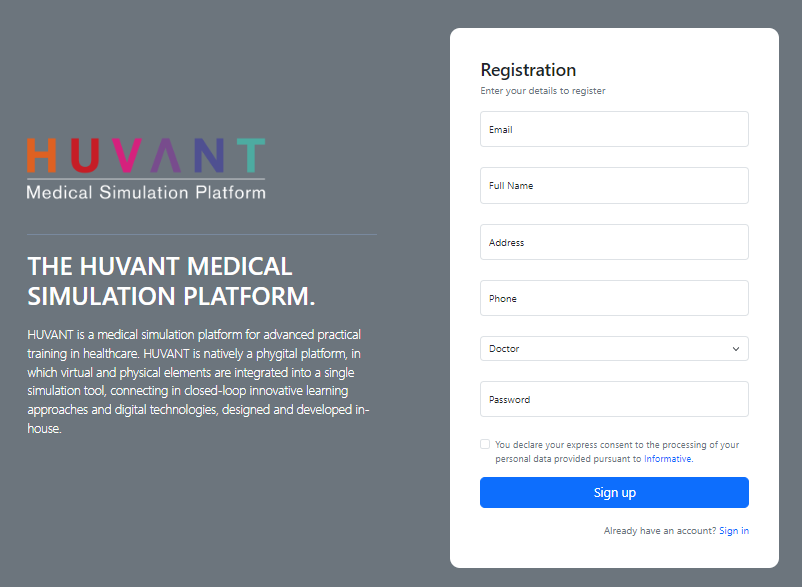 HUVANT
Medical Simulation Platform
THE HUVANT MEDICAL
SIMULATION PLATFORM.
HUVANT is a medical simulation platform for advanced practical
training in healthcare. HUVANT is natively a phygital platform, in
which virtual and physical elements are integrated into a single
simulation tool, connecting in closed-loop innovative learning
approaches and digital technologies, designed and developed in-
house.
Registration
Enter your details to register
Email
Full Name
Address
Phone
Doctor
Password
You declare your express consent to the processing of your
personal data provided pursuant to Informative.
Sign up
Already have an account? Sign in